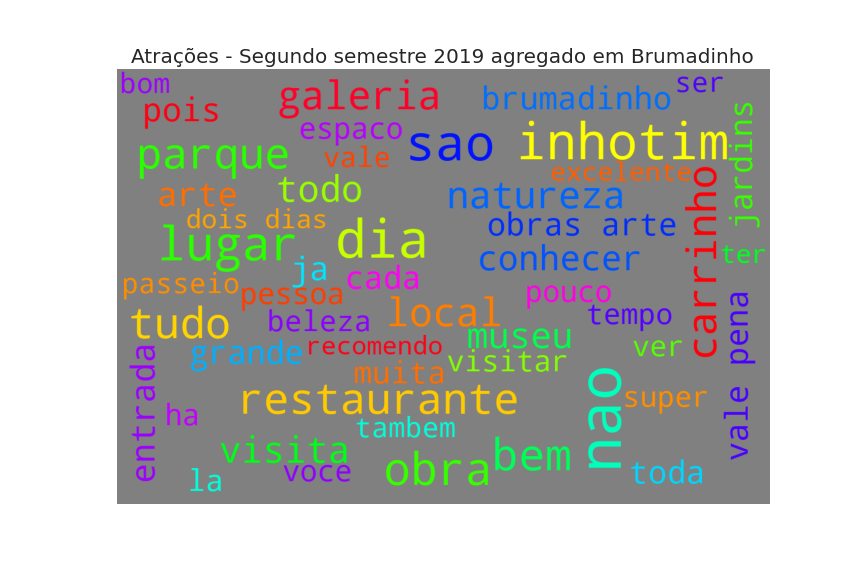 Atrações - Segundo semestre 2019 agregado em Brumadinho
bom
pois
galeria
brumadinho
ser
espaco
parque
vale
sao
inhotim
jardins
excelente
arte
todo
natureza
carrinho
dois dias
obras arte
lugar
dia
conhecer
ter
ja
passeio
cada
pessoa
pouco
tudo
beleza
local
tempo
museu
vale pena
grande
recomendo
visitar
ver
muita
entrada
restaurante
nao
super
ha
tambem
visita
voce
obra
bem
toda
la